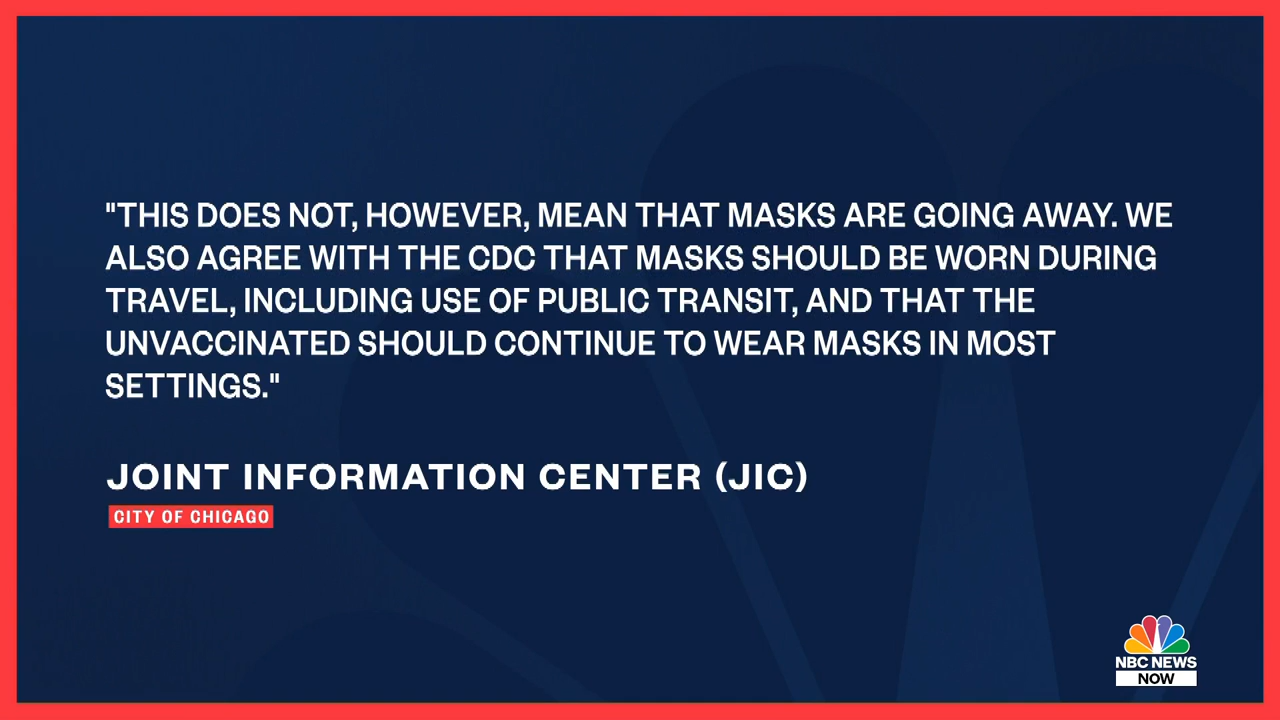 "THIS DOES NOT, HOWEVER, MEAN THAT MASKS ARE GOING AWAY. WE
ALSO AGREE WITH THE CDC THAT MASKS SHOULD BE WORN DURING
TRAVEL, INCLUDING USE OF PUBLIC TRANSIT, AND THAT THE
UNVACCINATED SHOULD CONTINUE TO WEAR MASKS IN MOST
SETTINGS."
JOINT INFORMATION CENTER (JIC)
CITY OF CHICAGO
NBC NEWS
NOW